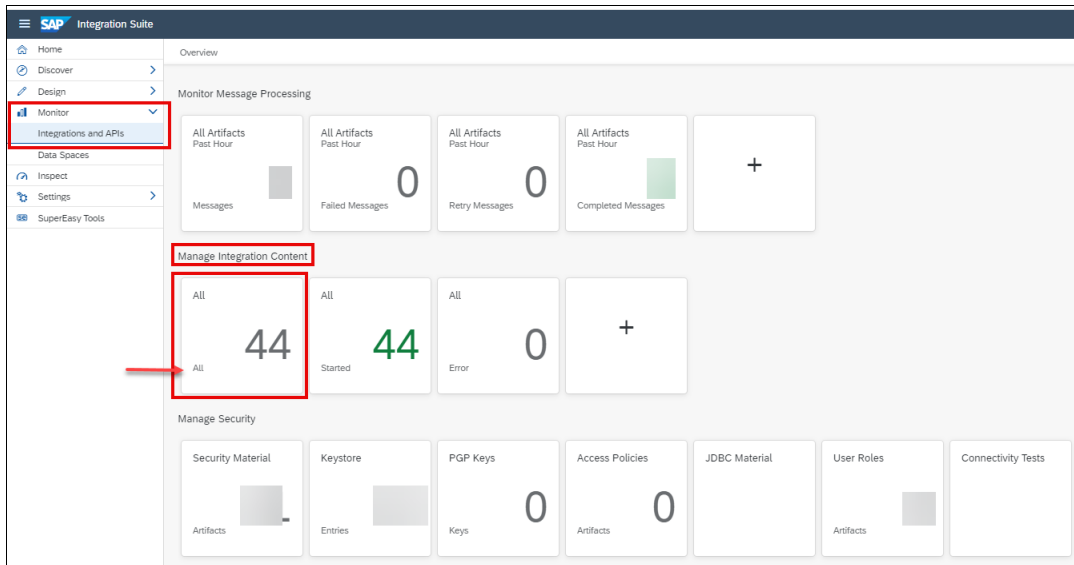 SAP Integration Suite
Home
Discover
Design
Monitor
Integrations and APIs
Data Spaces
Inspect
Settings
SuperEasy Tools
Overview
Monitor Message Processing
All Artifacts
Past Hour
Messages
All Artifacts
Past Hour
0
Failed Messages
All Artifacts
Past Hour
0
Retry Messages
All Artifacts
Past Hour
Completed Messages
+
Manage Integration Content
All
44
All
All
44
Started
All
0
Error
+
Manage Security
Security Material
Artifacts
Keystore
Entries
PGP Keys
0
Keys
Access Policies
0
Artifacts
JDBC Material
User Roles
Artifacts
Connectivity Tests